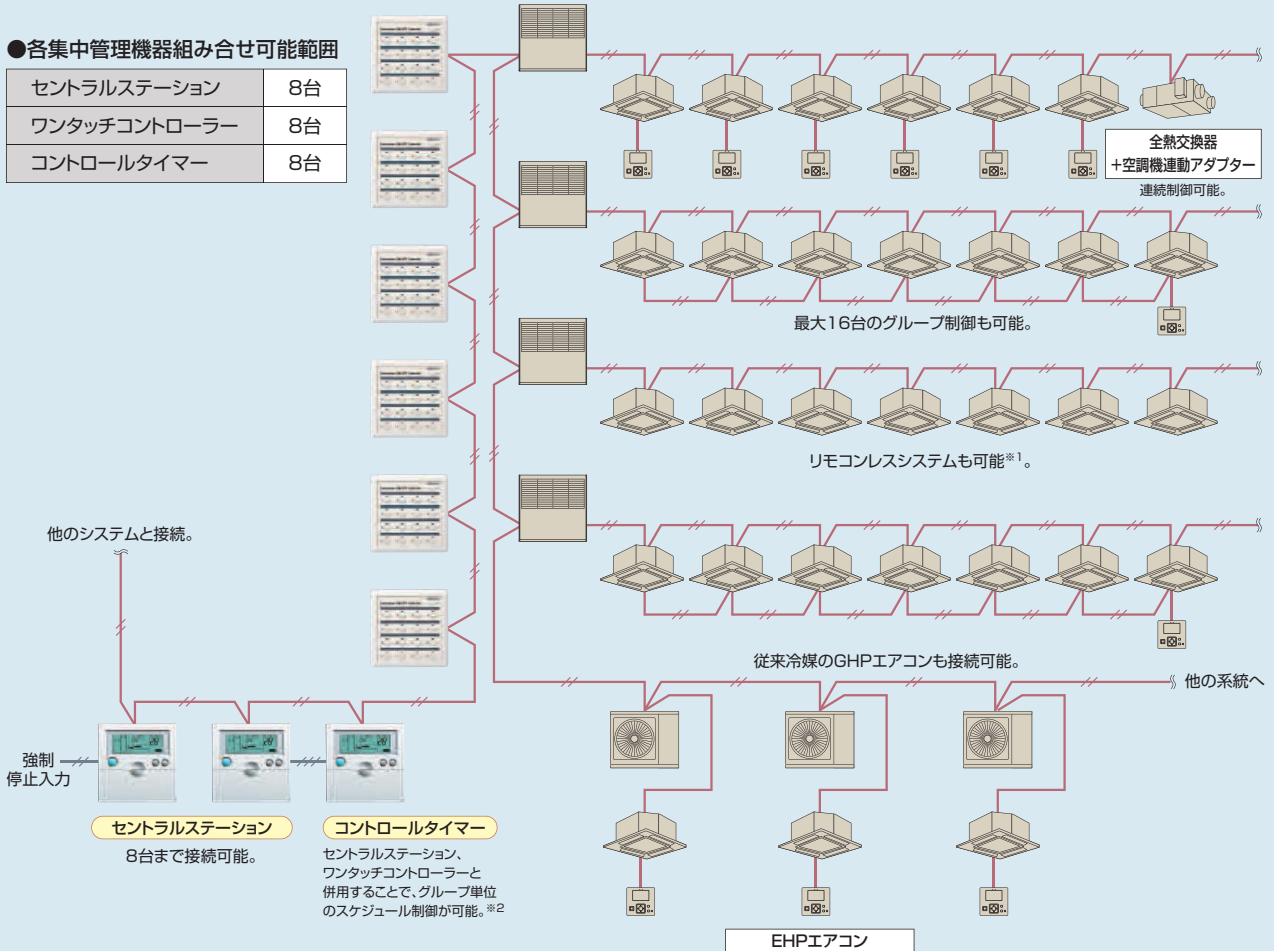 ●各集中管理機器組み合せ可能範囲
セントラルステーション 8台
ワンタッチコントローラー 8台
コントロールタイマー 8台
全熱交換器
+空調機連動アダプター
連続制御可能。
最大16台のグループ制御も可能。
リモコンレスシステムも可能※1。
他のシステムと接続。
従来冷媒のGHPエアコンも接続可能。
他の系統へ
強制
停止入力
セントラルステーション
8台まで接続可能。
コントロールタイマー
セントラルステーション、
ワンタッチコントローラーと
併用することで、グループ単位
のスケジュール制御が可能。※2
EHPエアコン